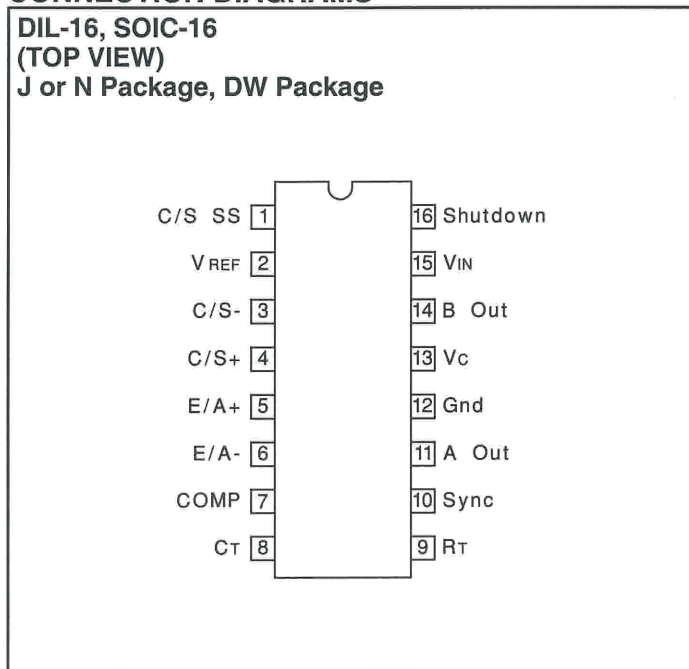 DIL-16, SOIC-16
(TOP VIEW)
J or N Package, DW Package
C/S SS 1
16 Shutdown
VREF 2
15 VIN
C/S- 3
14 B Out
C/S+ 4
13 Vc
E/A+ 5
12 Gnd
E/A- 6
11 A Out
COMP 7
10 Sync
CT 8
9 RT